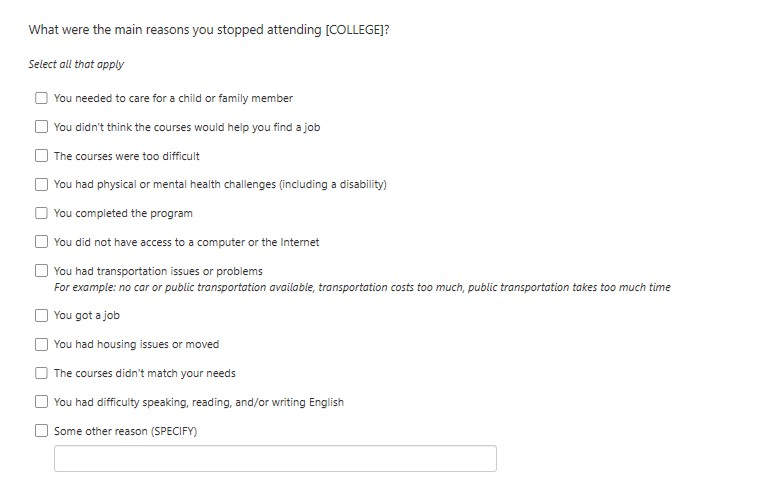 What were the main reasons you stopped attending [COLLEGE]?
Select all that apply
You needed to care for a child or family member
You didn't think the courses would help you find a job
The courses were too difficult
You had physical or mental health challenges (including a disability)
You completed the program
You did not have access to a computer or the Internet
You had transportation issues or problems
For example: no car or public transportation available, transportation costs too much, public transportation takes too much time
You got a job
You had housing issues or moved
The courses didn't match your needs
You had difficulty speaking, reading, and/or writing English
Some other reason (SPECIFY)